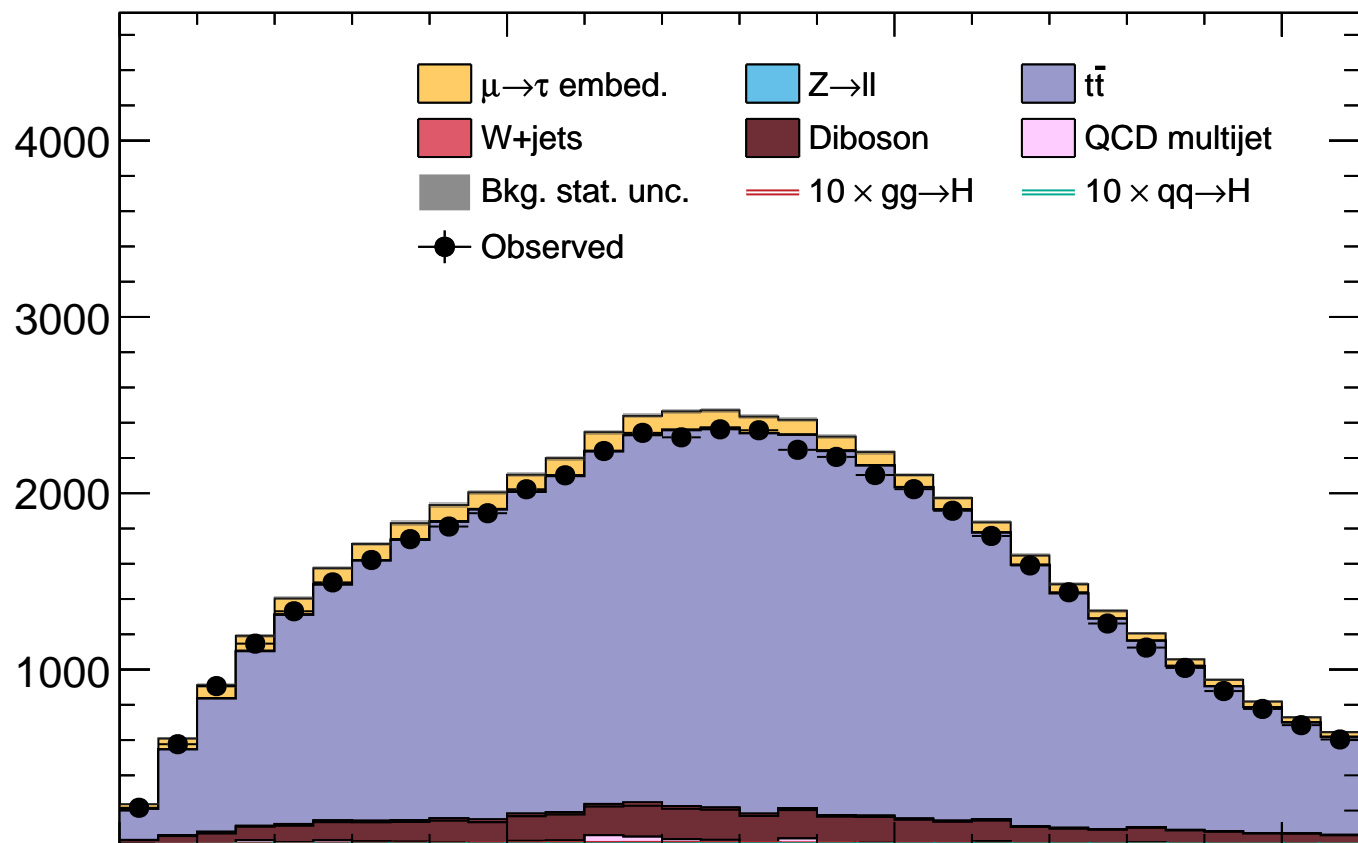 μ→τ embed. Z→ll tt̄
4000 W+jets Diboson QCD multijet
Bkg. stat. unc. 10 × gg→H 10 × qq→H
Observed
3000
2000
1000